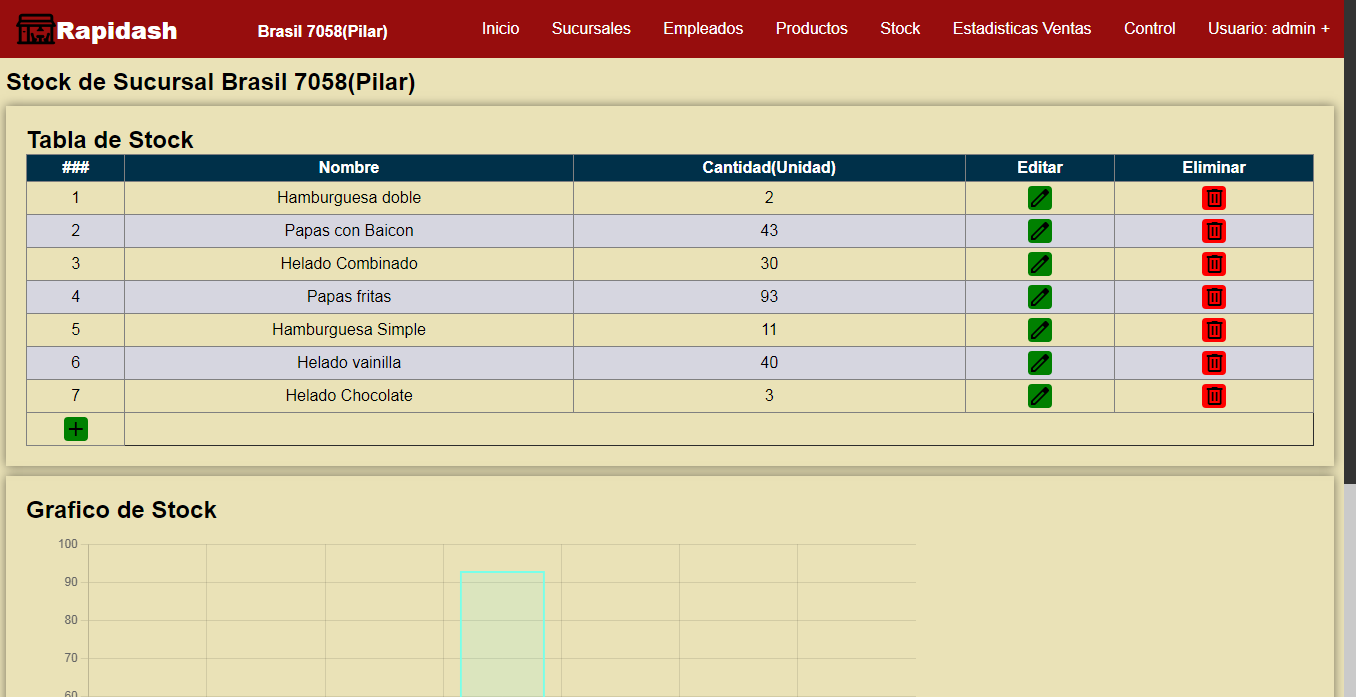 Rapidash Brasil 7058(Pilar) Inicio Sucursales Empleados Productos Stock Estadisticas Ventas Control Usuario: admin +
Stock de Sucursal Brasil 7058(Pilar)
Tabla de Stock
### Nombre Cantidad(Unidad) Editar Eliminar
1 Hamburguesa doble 2
2 Papas con Baicon 43
3 Helado Combinado 30
4 Papas fritas 93
5 Hamburguesa Simple 11
6 Helado vainilla 40
7 Helado Chocolate 3
Grafico de Stock
100
90
80
70
60